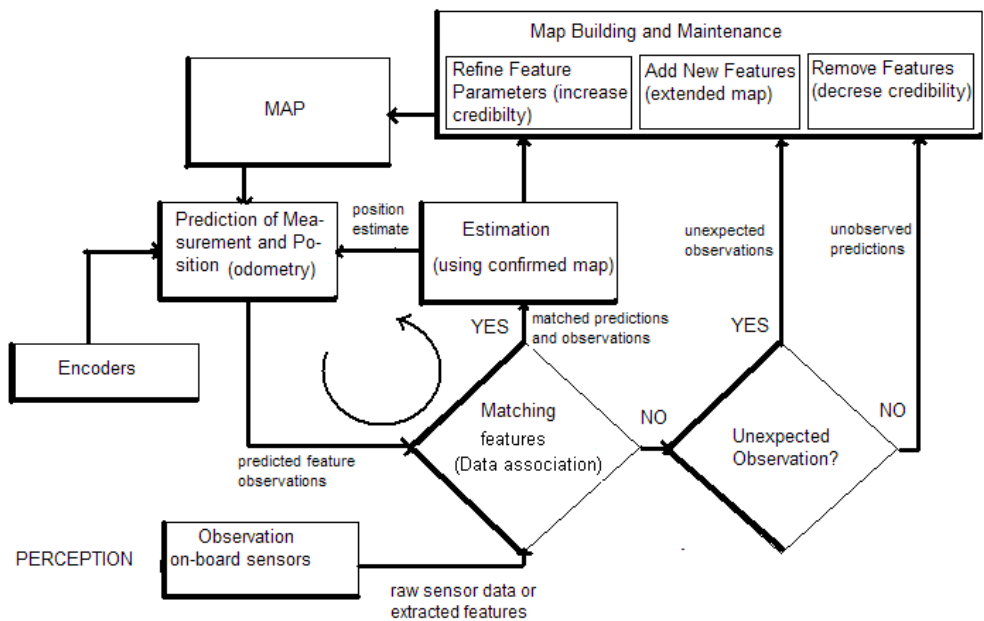 Map Building and Maintenance
Refine Feature
Parameters (increase
credibilty)
Add New Features
(extended map)
Remove Features
(decrese credibility)
MAP
Prediction of Mea-
surement and Po-
sition (odometry)
position
estimate
Estimation
(using confirmed map)
unexpected
observations
unobserved
predictions
YES
matched predictions
and observations
YES
Encoders
Matching
features
(Data association)
NO
Unexpected
Observation?
NO
predicted feature
observations
PERCEPTION
Observation
on-board sensors
raw sensor data or
extracted features